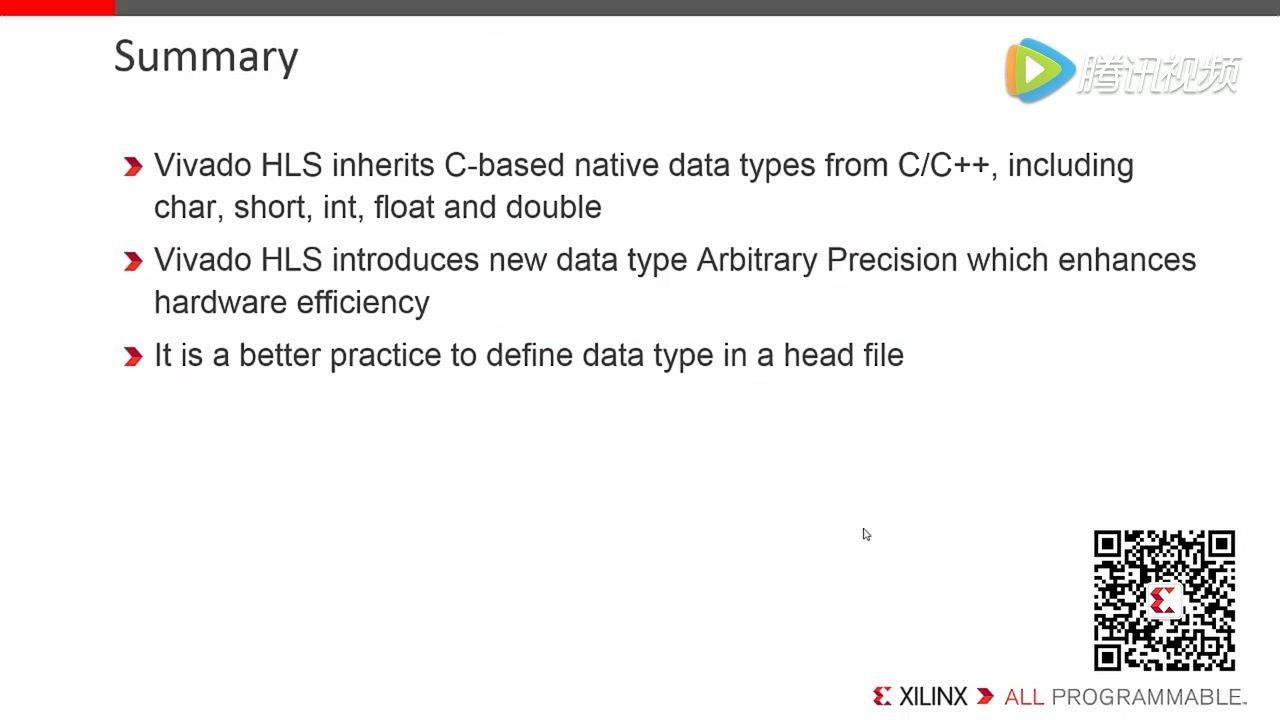 Summary
腾讯视频
Vivado HLS inherits C-based native data types from C/C++, including
char, short, int, float and double
Vivado HLS introduces new data type Arbitrary Precision which enhances
hardware efficiency
It is a better practice to define data type in a head file
XILINX ALL PROGRAMMABLE™